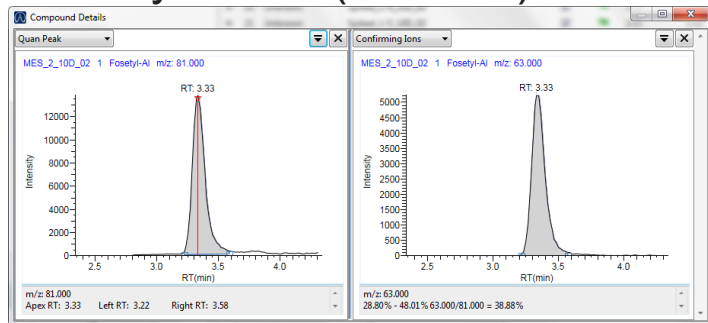 Compound Details
Quan Peak
MES_2_10D_02 1 Fosetyl-Al m/z: 81.000
RT: 3.33
12000
10000
8000
6000
4000
2000
0
Intensity
2.5 3.0 3.5 4.0
RT(min)
m/z: 81.000
Apex RT: 3.33 Left RT: 3.22 Right RT: 3.58
Confirming Ions
MES_2_10D_02 1 Fosetyl-Al m/z: 63.000
RT: 3.33
5000
4500
4000
3500
3000
2500
2000
1500
1000
500
0
Intensity
2.5 3.0 3.5 4.0
RT(min)
m/z: 63.000
28.80% - 48.01% 63.000/81.000 = 38.88%